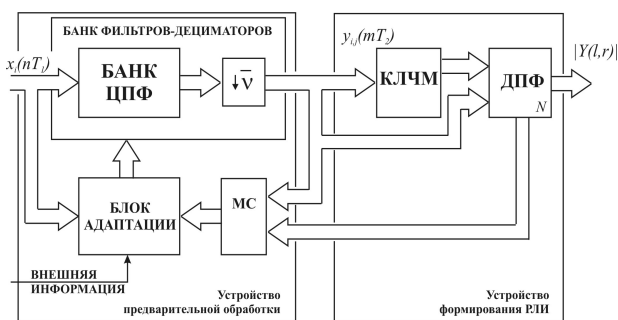 БАНК ФИЛЬТРОВ-ДЕЦИМАТОРОВ
x_i(nT_1)
БАНК
ЦПФ
↓ν̄
y_{i,j}(mT_2)
КЛЧМ
ДПФ
N
|Y(l,r)|
БЛОК
АДАПТАЦИИ
МС
ВНЕШНЯЯ
ИНФОРМАЦИЯ
Устройство
предварительной обработки
Устройство
формирования РЛИ